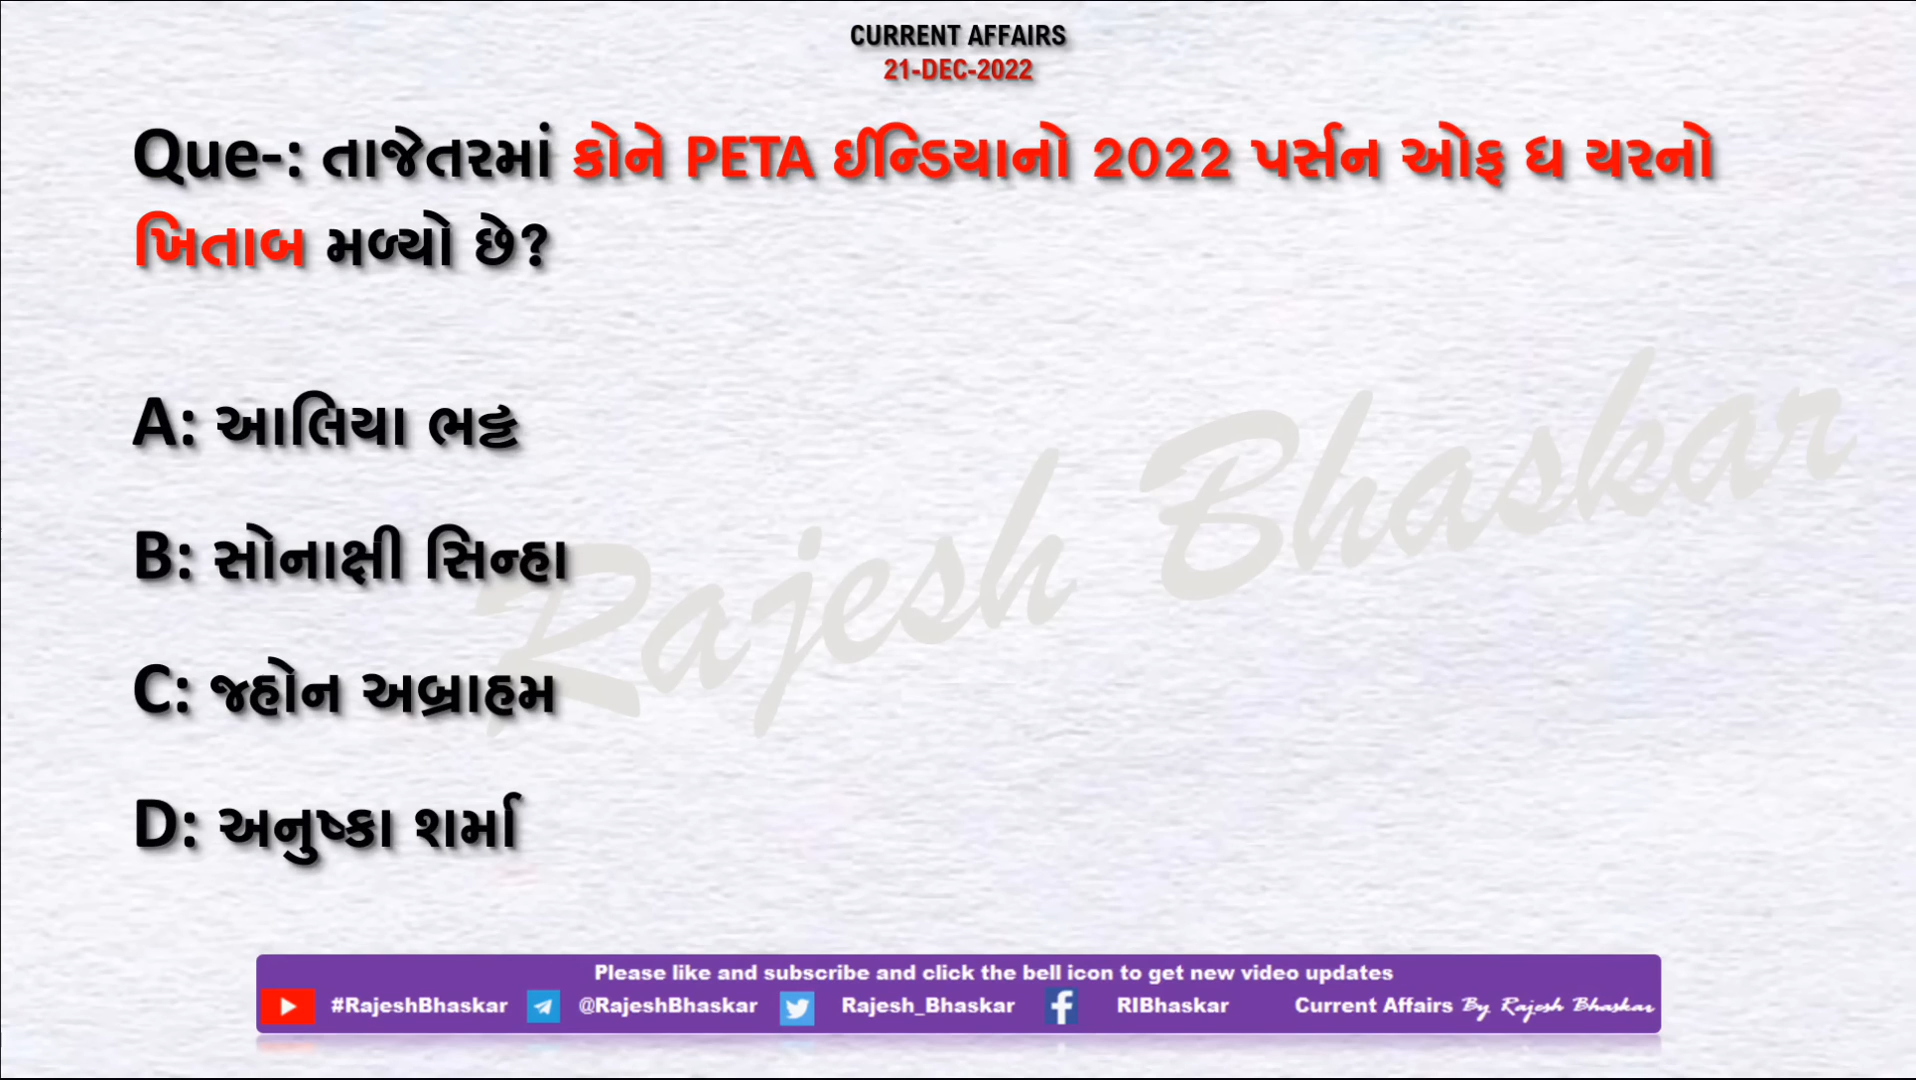 CURRENT AFFAIRS
21-DEC-2022
Que-: તાજેતરમાં કોને PETA ઈન્ડિયાનો 2022 પર્સન ઓફ ધ યરનો
ખિતાબ મળ્યો છે?
A: આલિયા ભટ્ટ
B: સોનાક્ષી સિન્હા
C: જહોન અબ્રાહમ
D: અનુષ્કા શર્મા
Rajesh Bhaskar
Please like and subscribe and click the bell icon to get new video updates
#RajeshBhaskar @RajeshBhaskar Rajesh_Bhaskar RIBhaskar Current Affairs By Rajesh Bhaskar